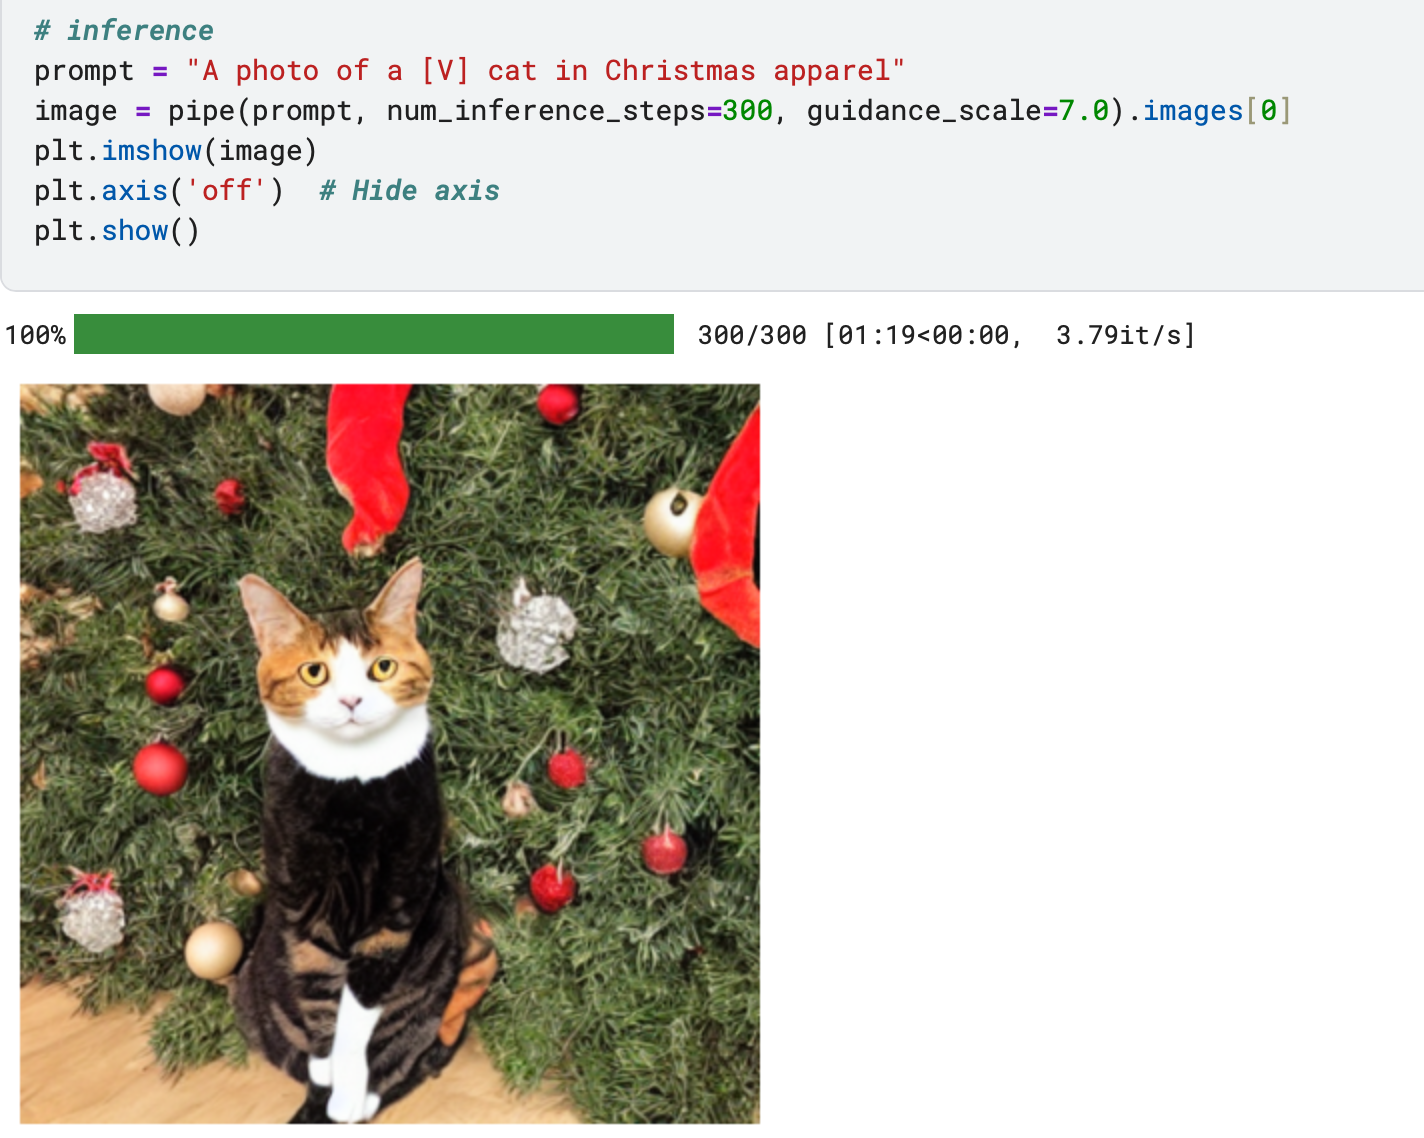 # inference
prompt = "A photo of a [V] cat in Christmas apparel"
image = pipe(prompt, num_inference_steps=300, guidance_scale=7.0).images[0]
plt.imshow(image)
plt.axis('off')  # Hide axis
plt.show()
100% 300/300 [01:19<00:00,  3.79it/s]